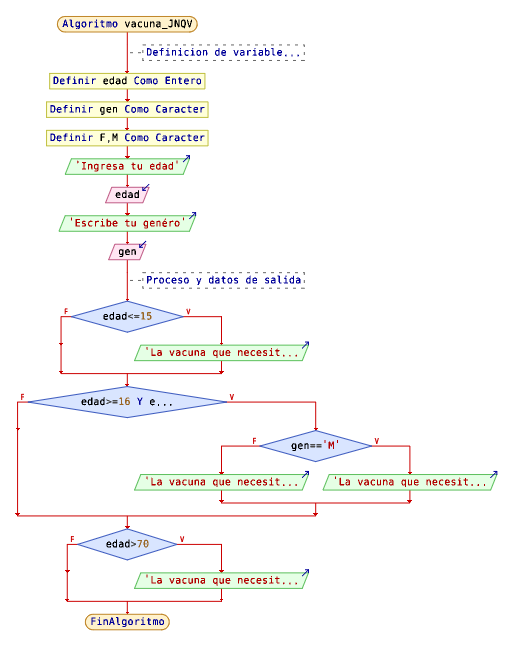 Algoritmo vacuna_JNQV
Definicion de variable...
Definir edad Como Entero
Definir gen Como Caracter
Definir F,M Como Caracter
'Ingresa tu edad'
edad
'Escribe tu genéro'
gen
Proceso y datos de salida
F edad<=15 V
'La vacuna que necesit...
F edad>=16 Y e... V
F gen=='M' V
'La vacuna que necesit... 'La vacuna que necesit...
F edad>70 V
'La vacuna que necesit...
FinAlgoritmo